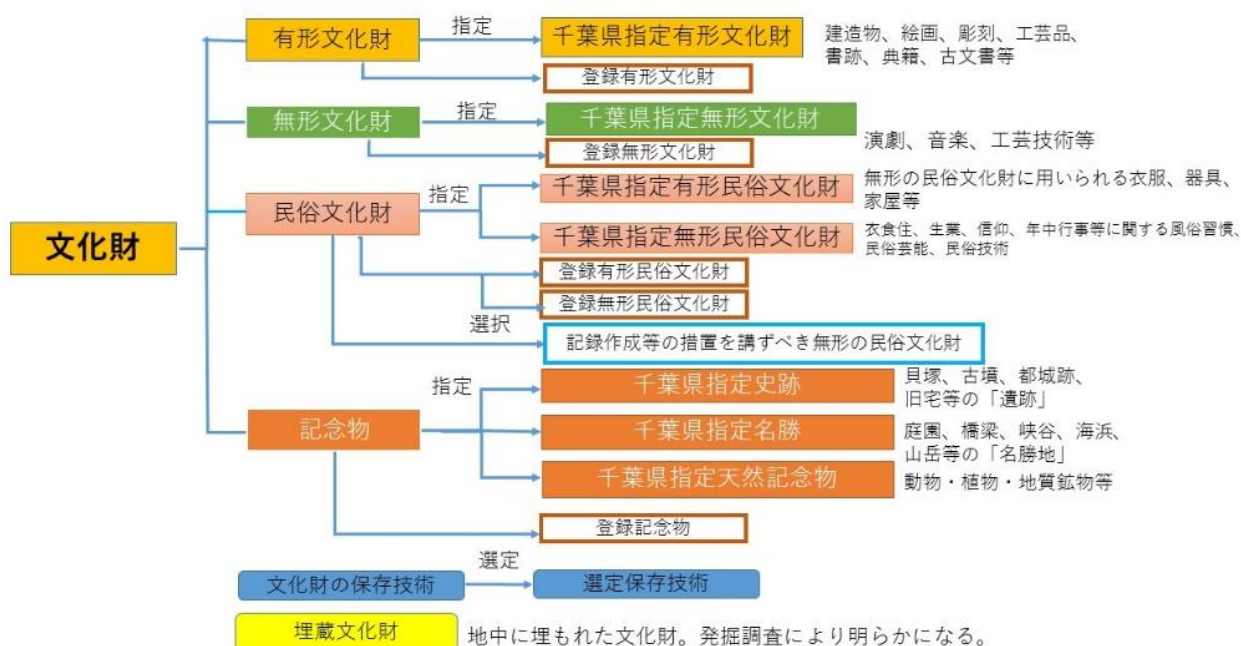 有形文化財
指定
千葉県指定有形文化財
建造物、絵画、彫刻、工芸品、
書跡、典籍、古文書等
登録有形文化財
無形文化財
指定
千葉県指定無形文化財
演劇、音楽、工芸技術等
登録無形文化財
文化財
民俗文化財
指定
千葉県指定有形民俗文化財
無形の民俗文化財に用いられる衣服、器具、
家屋等
千葉県指定無形民俗文化財
衣食住、生業、信仰、年中行事等に関する風俗習慣、
民俗芸能、民俗技術
登録有形民俗文化財
登録無形民俗文化財
選択
記録作成等の措置を講ずべき無形の民俗文化財
記念物
指定
千葉県指定史跡
貝塚、古墳、都城跡、
旧宅等の「遺跡」
千葉県指定名勝
庭園、橋梁、峡谷、海浜、
山岳等の「名勝地」
千葉県指定天然記念物
動物・植物・地質鉱物等
登録記念物
文化財の保存技術
選定
選定保存技術
埋蔵文化財
地中に埋もれた文化財。発掘調査により明らかになる。